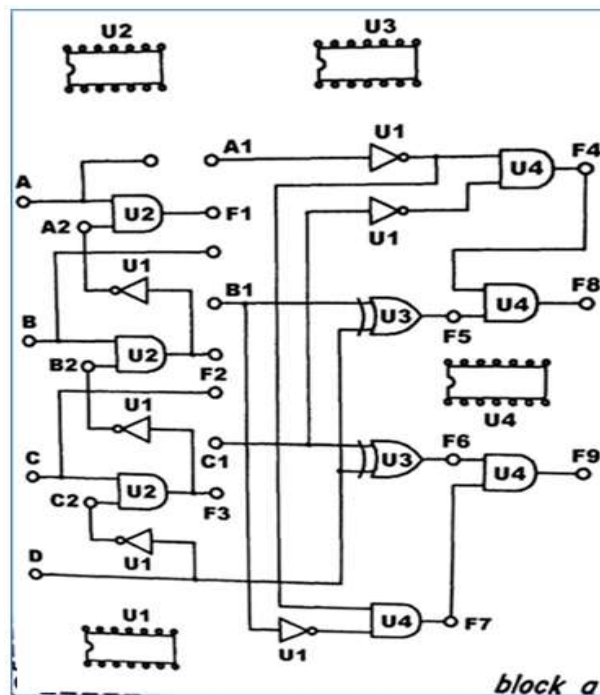 U2 U3
A1 U1 F4
U4
A
U2 F1
A2 U1
U1
B1 F8
U4
B U3
U2 F5
B2 F2
U4
U1
C1 F6 F9
U3 U4
C
U2
C2 F3
U1
D
U4 F7
U1 U1
block a